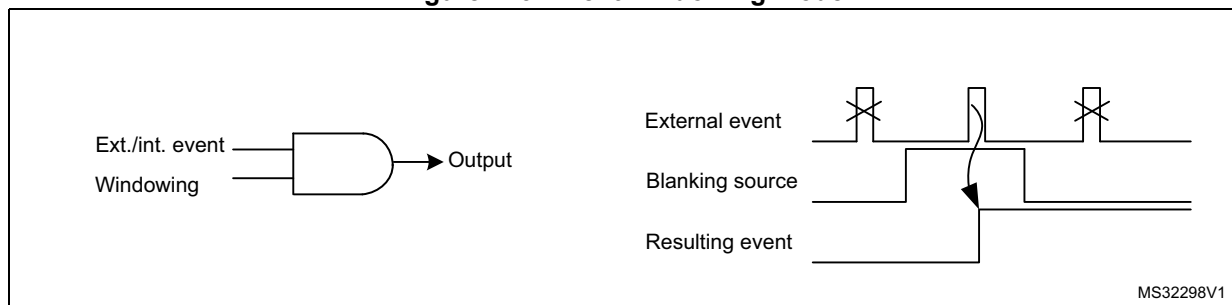 Ext./int. event
Windowing
Output
External event
Blanking source
Resulting event
MS32298V1